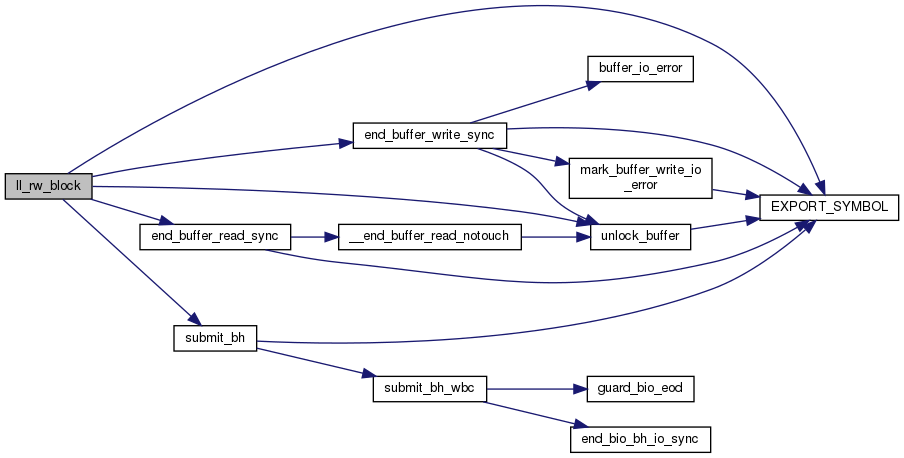 buffer_io_error
end_buffer_write_sync
mark_buffer_write_io
_error
ll_rw_block
EXPORT_SYMBOL
end_buffer_read_sync
__end_buffer_read_notouch
unlock_buffer
submit_bh
submit_bh_wbc
guard_bio_eod
end_bio_bh_io_sync